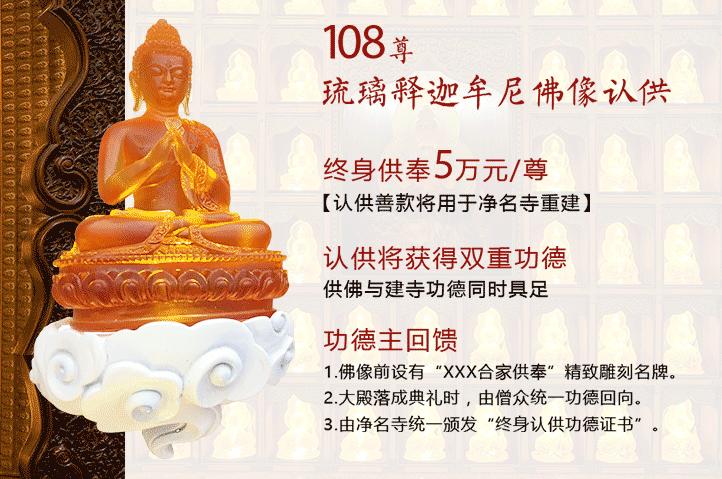 108尊
琉璃释迦牟尼佛像认供
终身供奉5万元/尊
【认供善款将用于净名寺重建】
认供将获得双重功德
供佛与建寺功德同时具足
功德主回馈
1.佛像前设有“XXX合家供奉”精致雕刻名牌。
2.大殿落成典礼时，由僧众统一功德回向。
3.由净名寺统一颁发“终身认供功德证书”。